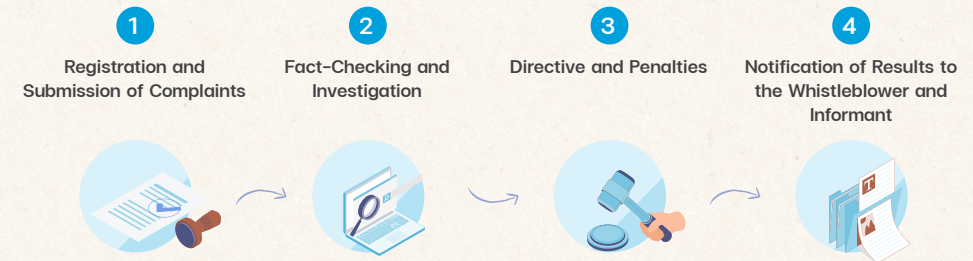 1
Registration and
Submission of Complaints
2
Fact-Checking and
Investigation
3
Directive and Penalties
4
Notification of Results to
the Whistleblower and
Informant
T